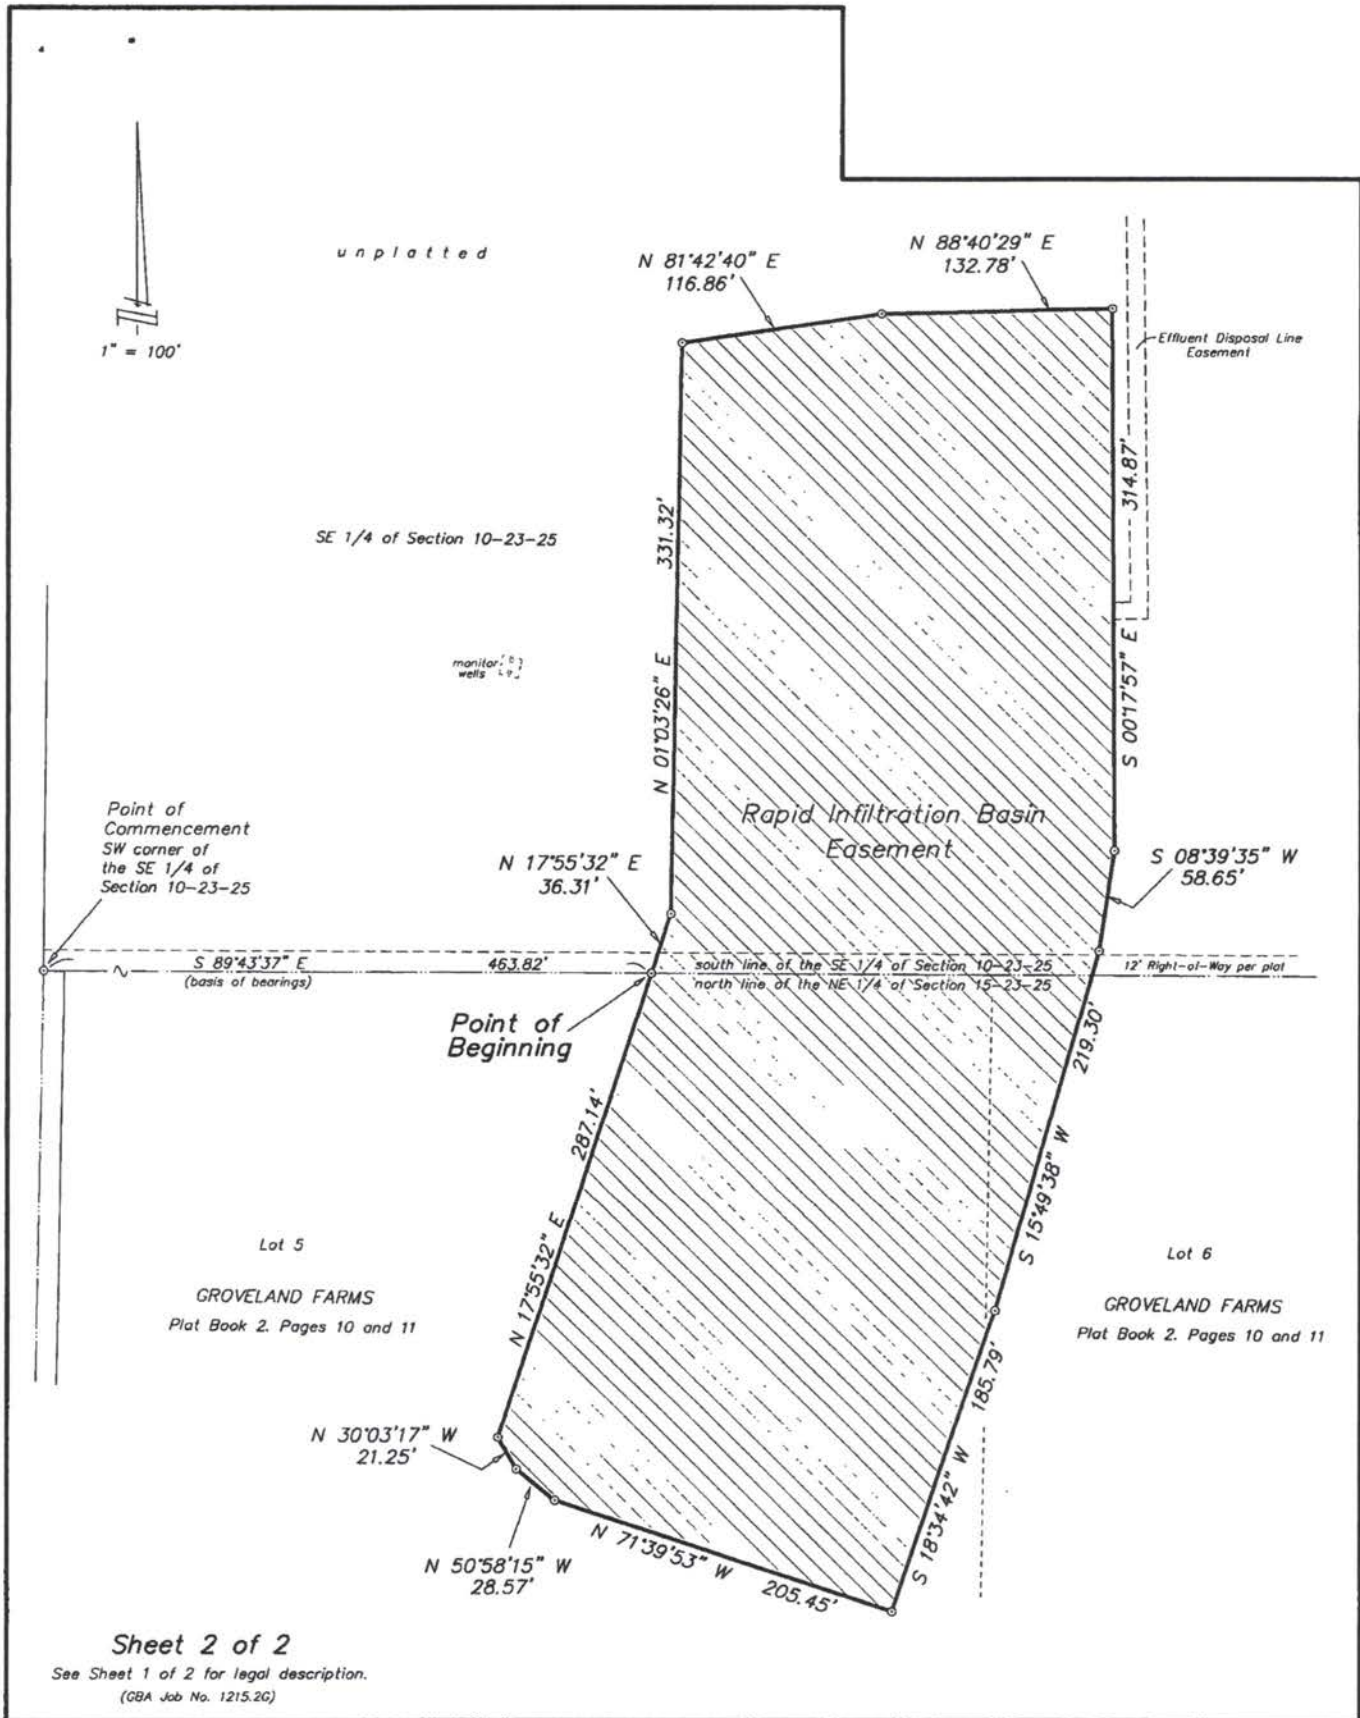 unplatted
N 81°42'40" E
116.86'
N 88°40'29" E
132.78'
1" = 100'
Effluent Disposal Line
Easement
314.87'
331.32'
SE 1/4 of Section 10-23-25
monitor
wells
N 01°03'26" E
S 00°17'57" E
Point of
Commencement
SW corner of
the SE 1/4 of
Section 10-23-25
Rapid Infiltration Basin
Easement
N 17°55'32" E
36.31'
S 08°39'35" W
58.65'
S 89°43'37" E
(basis of bearings)
463.82'
south line of the SE 1/4 of Section 10-23-25
north line of the NE 1/4 of Section 15-23-25
12' Right-of-Way per plat
Point of
Beginning
219.30'
287.14'
S 15°49'38" W
N 17°55'32" E
Lot 5
GROVELAND FARMS
Plat Book 2. Pages 10 and 11
Lot 6
GROVELAND FARMS
Plat Book 2. Pages 10 and 11
185.79'
S 18°34'42" W
N 30°03'17" W
21.25'
N 50°58'15" W
28.57'
N 71°39'53" W 205.45'
Sheet 2 of 2
See Sheet 1 of 2 for legal description.
(GBA Job No. 1215.2G)